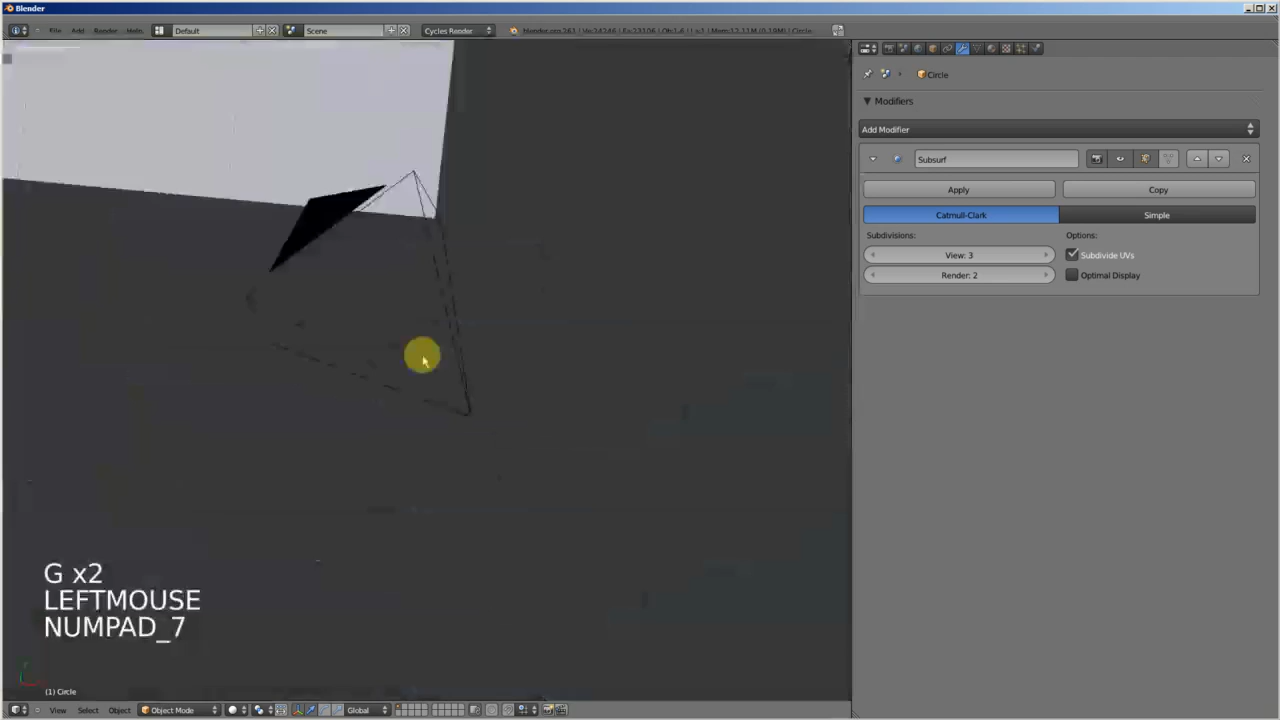 Blender
File Add Render Help Default Scene Cycles Render
Circle
Modifiers
Add Modifier
Subsurf
Apply Copy
Catmull-Clark Simple
Subdivisions: Options:
View: 3 Subdivide UVs
Render: 2 Optimal Display
G x2
LEFTMOUSE
NUMPAD_7
(1) Circle
View Select Object Object Mode Global